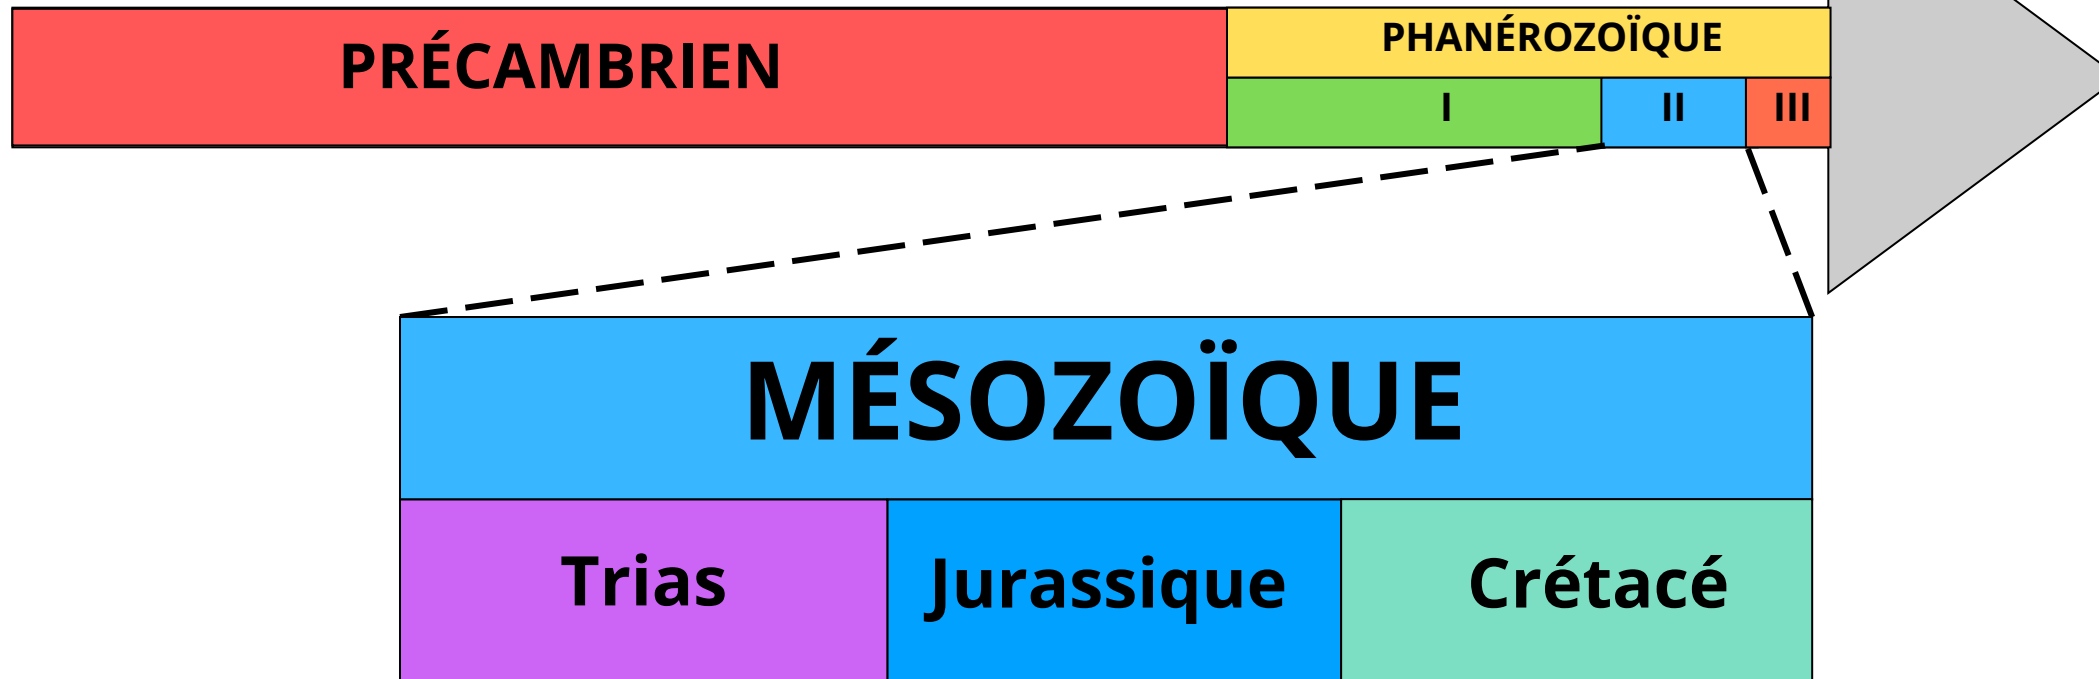 PRÉCAMBRIEN
PHANÉROZOÏQUE
I
II
III
MÉSOZOÏQUE
Trias
Jurassique
Crétacé